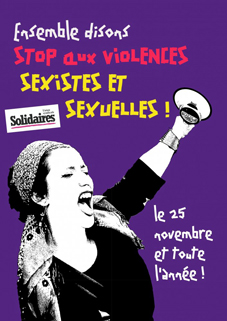 Ensemble disons
STOP aux VIOLENCES
SEXISTES ET
SEXUELLES !
Solidaires
le 25
novembre
et toute
l'année !